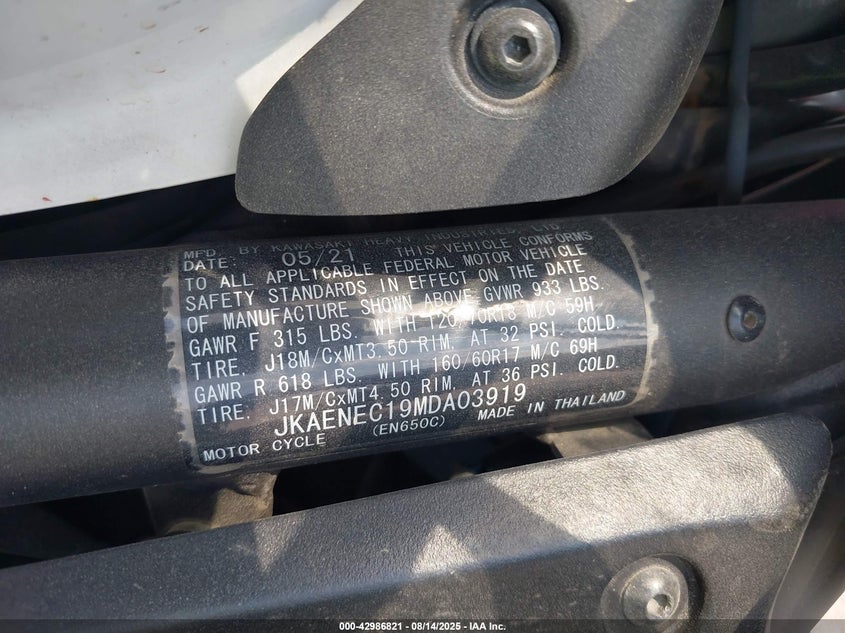 MFD. BY KAWASAKI HEAVY INDUSTRIES, LTD.
DATE: 05/21 THIS VEHICLE CONFORMS
TO ALL APPLICABLE FEDERAL MOTOR VEHICLE
SAFETY STANDARDS IN EFFECT ON THE DATE
OF MANUFACTURE SHOWN ABOVE GVWR 933 LBS.
GAWR F 315 LBS. WITH 120/70R18 M/C 59H
TIRE. J18M/CxMT3.50 RIM. AT 32 PSI. COLD.
GAWR R 618 LBS. WITH 160/60R17 M/C 69H
TIRE. J17M/CxMT4.50 RIM. AT 36 PSI. COLD.
JKAENEC19MDA03919
MOTOR CYCLE (EN650C) MADE IN THAILAND
000-42986821 - 08/14/2025 - IAA Inc.